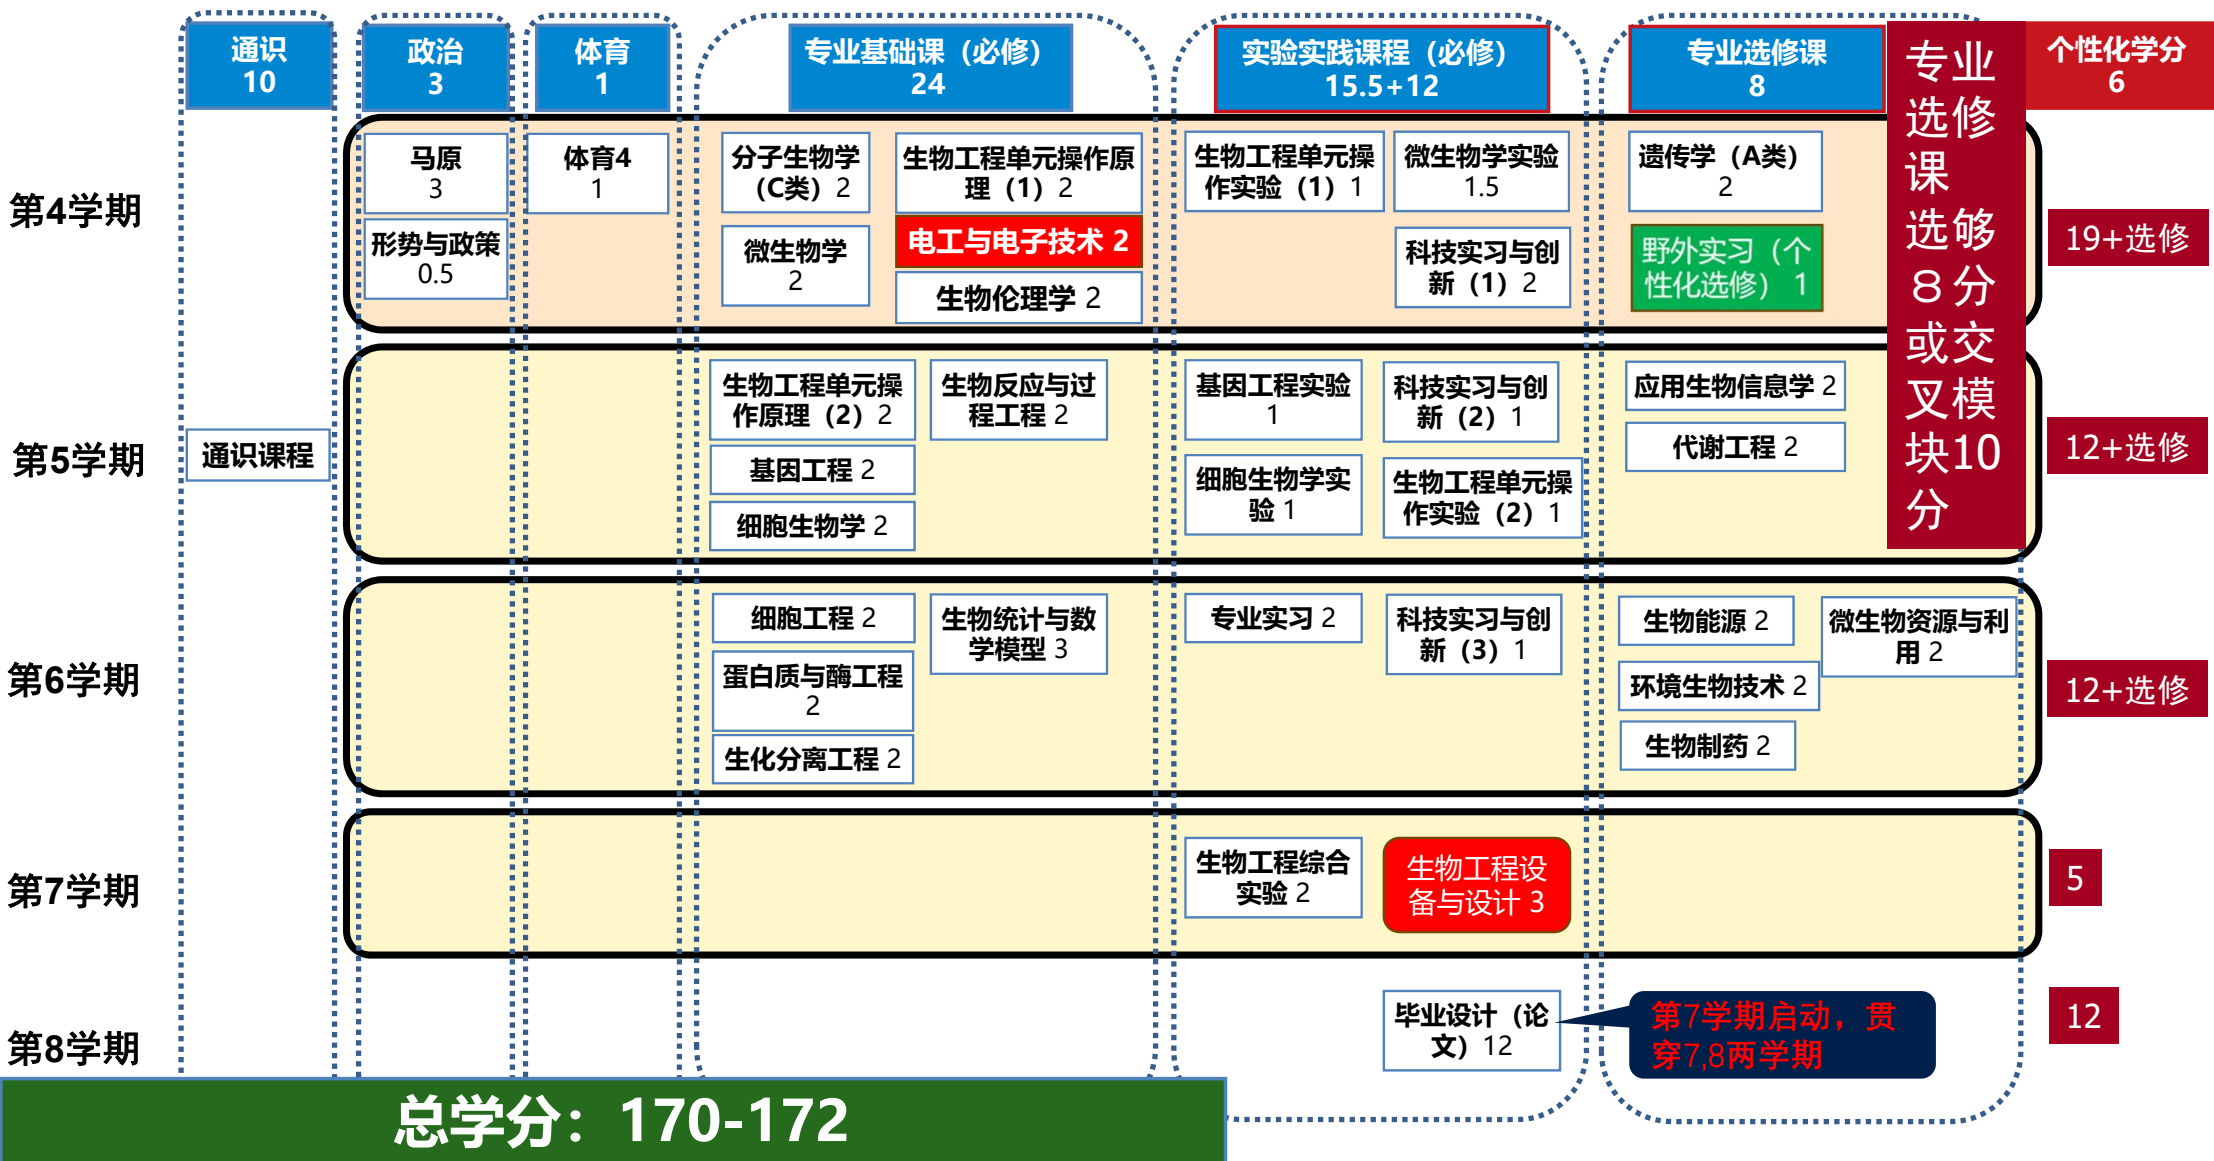 通识
10
政治
3
体育
1
专业基础课（必修）
24
实验实践课程（必修）
15.5+12
专业选修课
8
专业
选修
课
选够
８分
或交
叉模
块10
分
个性化学分
6
第4学期
马原
3
形势与政策
0.5
体育4
1
分子生物学
（C类）2
微生物学
2
生物工程单元操作原
理（1）2
电工与电子技术 2
生物伦理学 2
生物工程单元操
作实验（1）1
微生物学实验
1.5
科技实习与创
新（1）2
遗传学（A类）
2
野外实习（个
性化选修） 1
19+选修
第5学期
通识课程
生物工程单元操
作原理（2）2
基因工程 2
细胞生物学 2
生物反应与过
程工程 2
基因工程实验
1
细胞生物学实
验 1
科技实习与创
新（2）1
生物工程单元操
作实验（2）1
应用生物信息学 2
代谢工程 2
12+选修
第6学期
细胞工程 2
蛋白质与酶工程
2
生化分离工程 2
生物统计与数
学模型 3
专业实习 2
科技实习与创
新（3）1
生物能源 2
环境生物技术 2
生物制药 2
微生物资源与利
用 2
12+选修
第7学期
生物工程综合
实验 2
生物工程设
备与设计 3
5
第8学期
毕业设计（论
文）12
第7学期启动，贯
穿7,8两学期
12
总学分：170-172